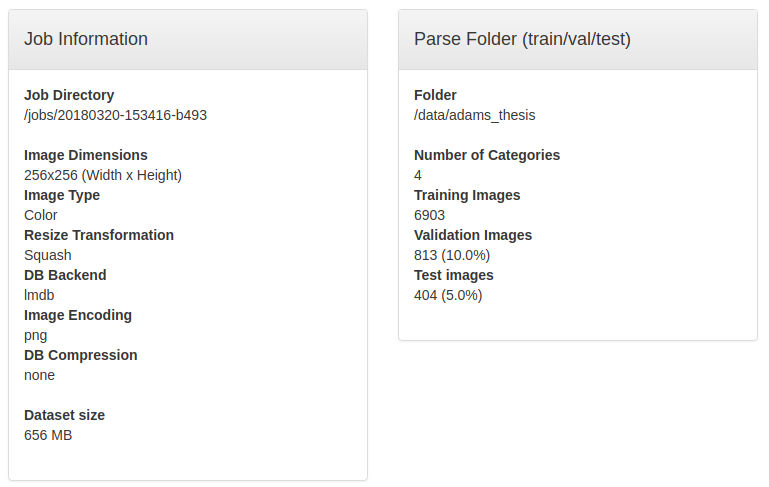 Job Information
Job Directory
/jobs/20180320-153416-b493
Image Dimensions
256x256 (Width x Height)
Image Type
Color
Resize Transformation
Squash
DB Backend
lmdb
Image Encoding
png
DB Compression
none
Dataset size
656 MB
Parse Folder (train/val/test)
Folder
/data/adams_thesis
Number of Categories
4
Training Images
6903
Validation Images
813 (10.0%)
Test images
404 (5.0%)